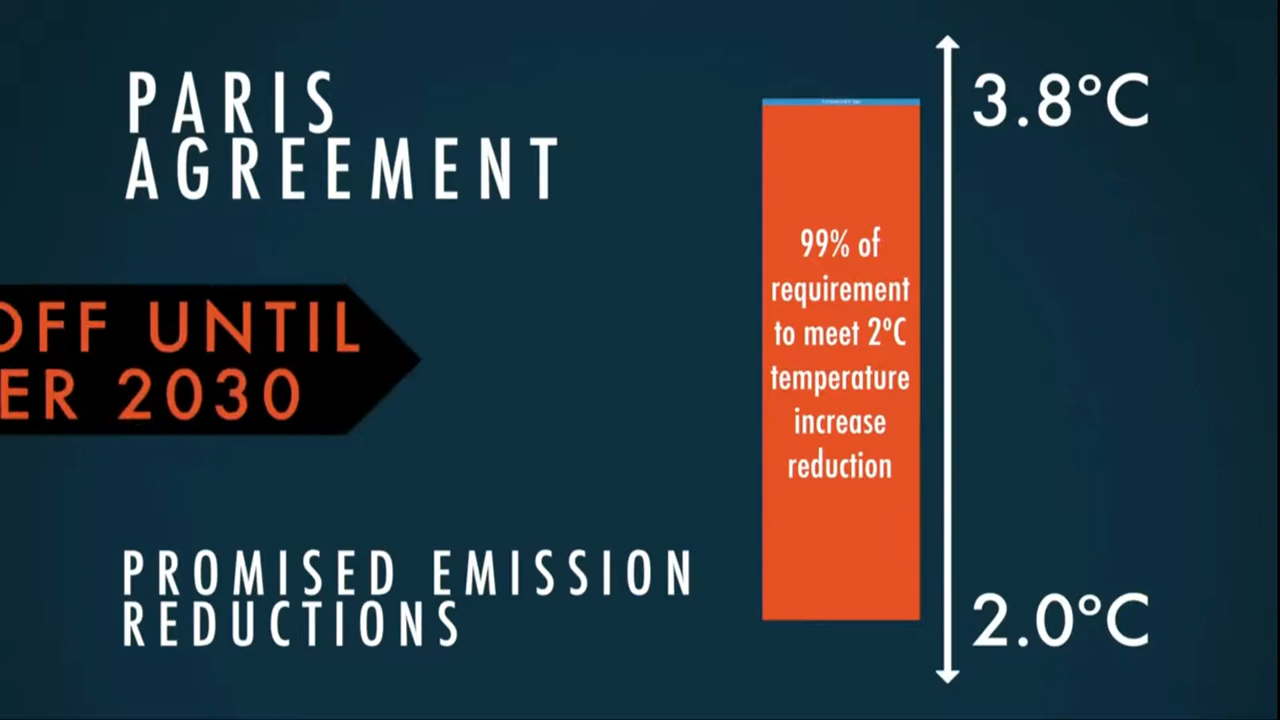 PARIS
AGREEMENT
3.8°C
99% of
requirement
to meet 2°C
temperature
increase
reduction
OFF UNTIL
ER 2030
PROMISED EMISSION
REDUCTIONS
2.0°C